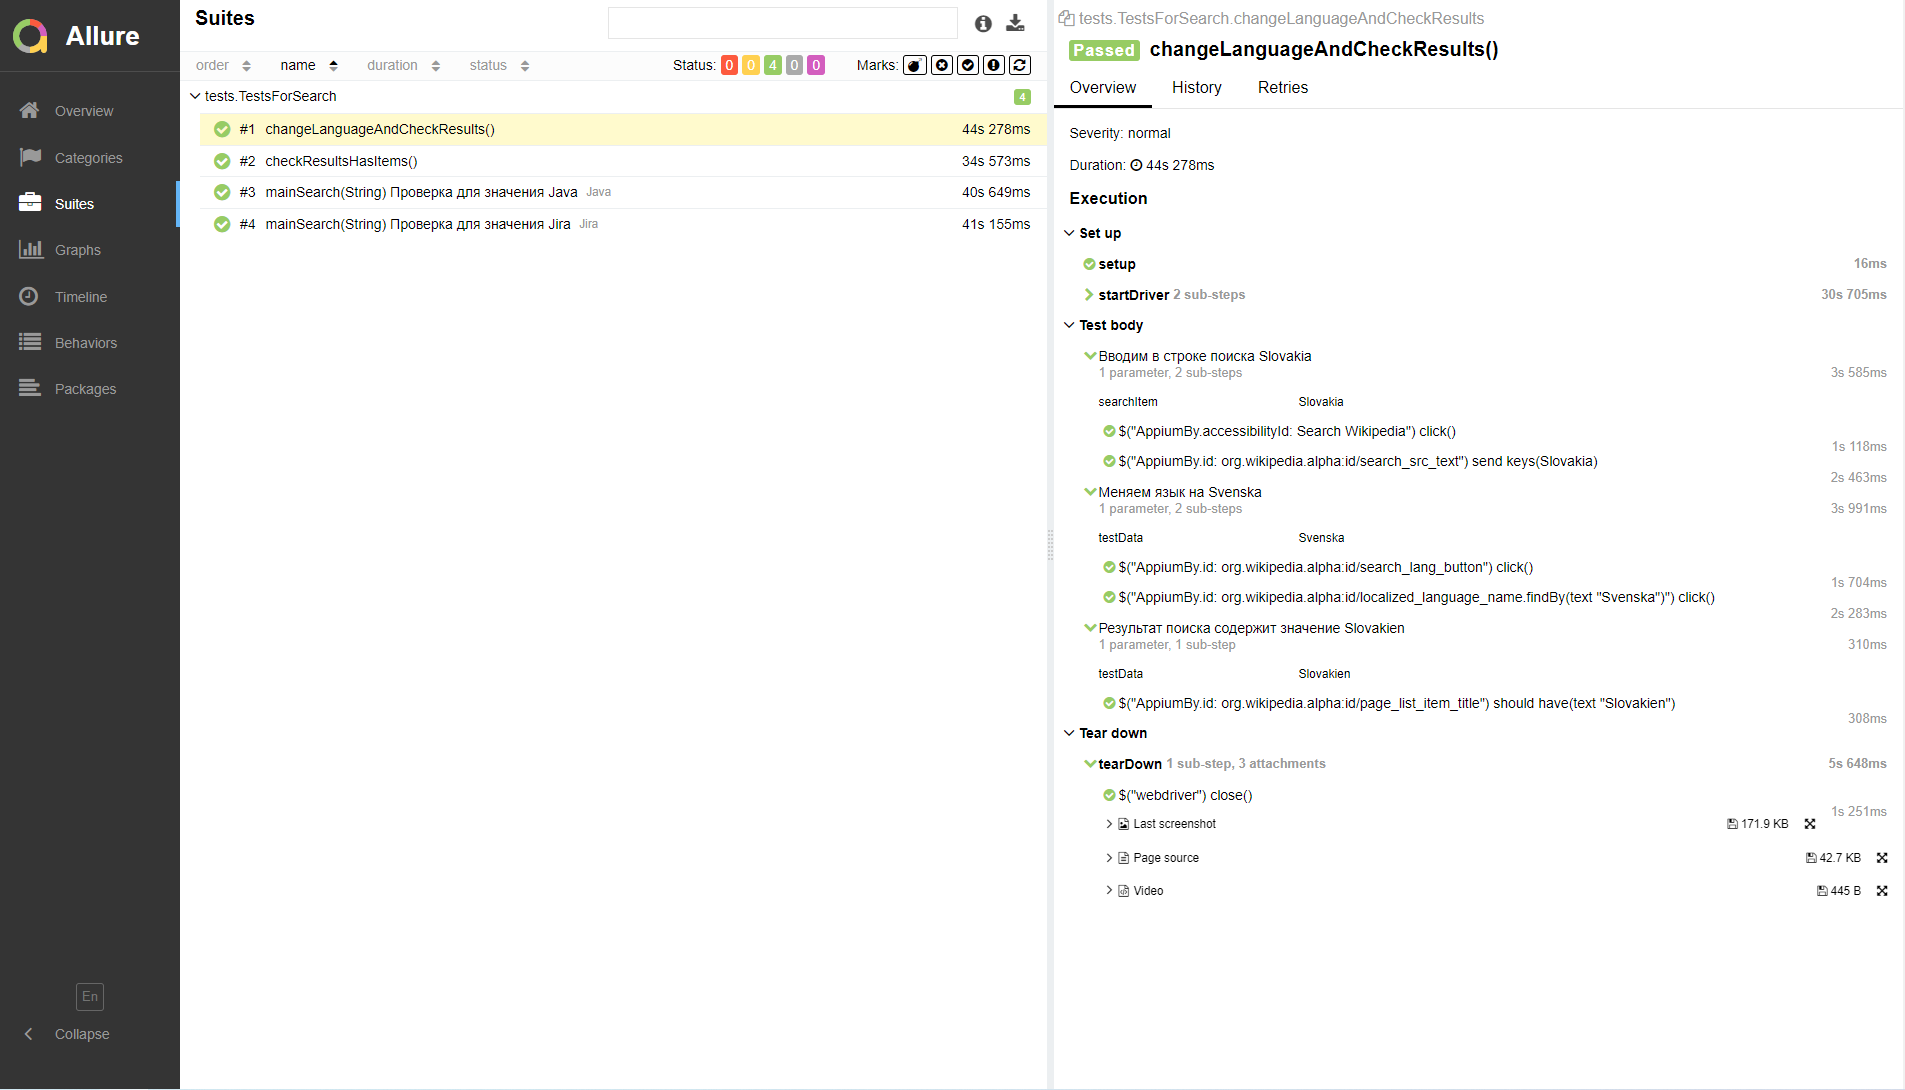 Allure
Overview
Categories
Suites
Graphs
Timeline
Behaviors
Packages
En
Collapse
Suites
order name duration status Status: 0 0 4 0 0 Marks:
tests.TestsForSearch 4
#1 changeLanguageAndCheckResults() 44s 278ms
#2 checkResultsHasItems() 34s 573ms
#3 mainSearch(String) Проверка для значения Java Java 40s 649ms
#4 mainSearch(String) Проверка для значения Jira Jira 41s 155ms
tests.TestsForSearch.changeLanguageAndCheckResults
Passed changeLanguageAndCheckResults()
Overview History Retries
Severity: normal
Duration: 44s 278ms
Execution
Set up
setup 16ms
startDriver 2 sub-steps 30s 705ms
Test body
Вводим в строке поиска Slovakia
1 parameter, 2 sub-steps 3s 585ms
searchItem Slovakia
$("AppiumBy.accessibilityId: Search Wikipedia") click()
1s 118ms
$("AppiumBy.id: org.wikipedia.alpha:id/search_src_text") send keys(Slovakia)
2s 463ms
Меняем язык на Svenska
1 parameter, 2 sub-steps 3s 991ms
testData Svenska
$("AppiumBy.id: org.wikipedia.alpha:id/search_lang_button") click()
1s 704ms
$("AppiumBy.id: org.wikipedia.alpha:id/localized_language_name.findBy(text "Svenska")") click()
2s 283ms
Результат поиска содержит значение Slovakien
1 parameter, 1 sub-step 310ms
testData Slovakien
$("AppiumBy.id: org.wikipedia.alpha:id/page_list_item_title") should have(text "Slovakien")
308ms
Tear down
tearDown 1 sub-step, 3 attachments 5s 648ms
$("webdriver") close()
1s 251ms
Last screenshot 171.9 KB
Page source 42.7 KB
Video 445 B